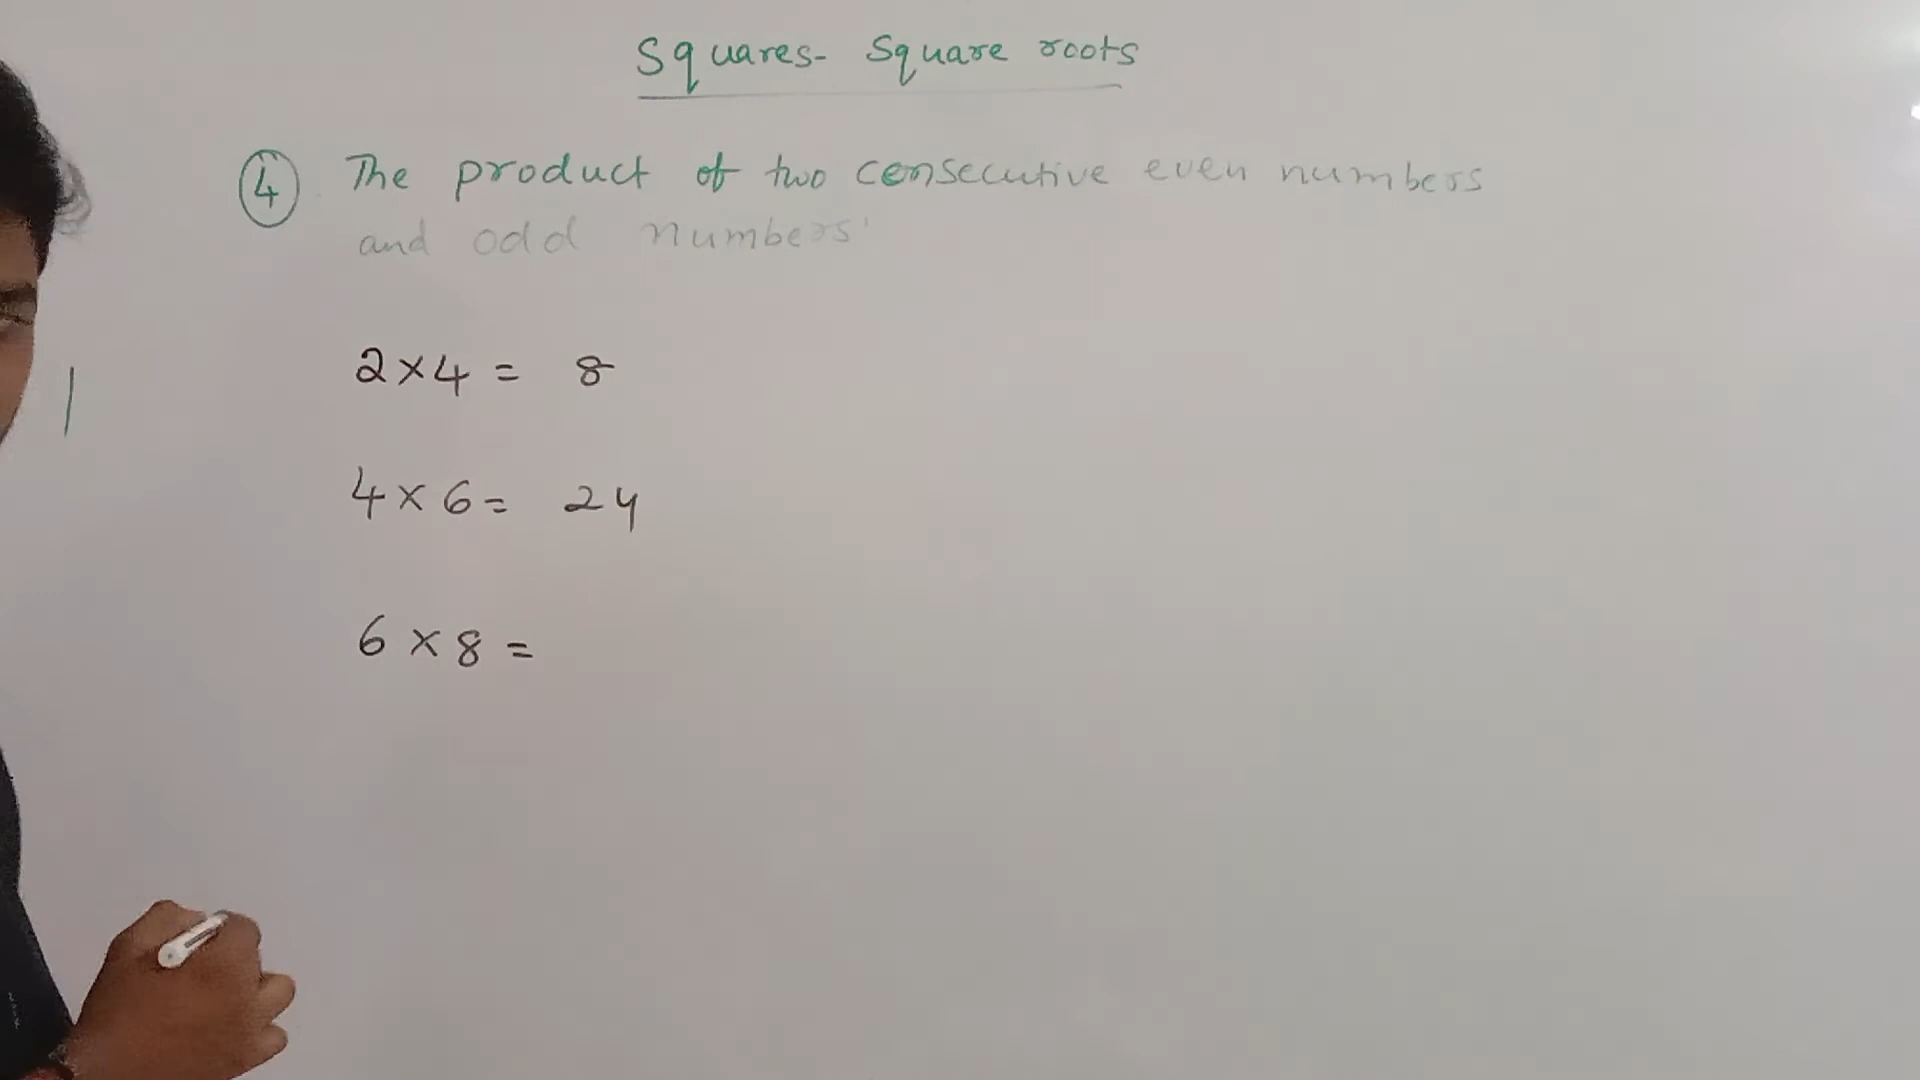 Squares- Square roots
4 The product of two consecutive even numbers
and odd numbers
2×4 = 8
4×6= 24
6×8=